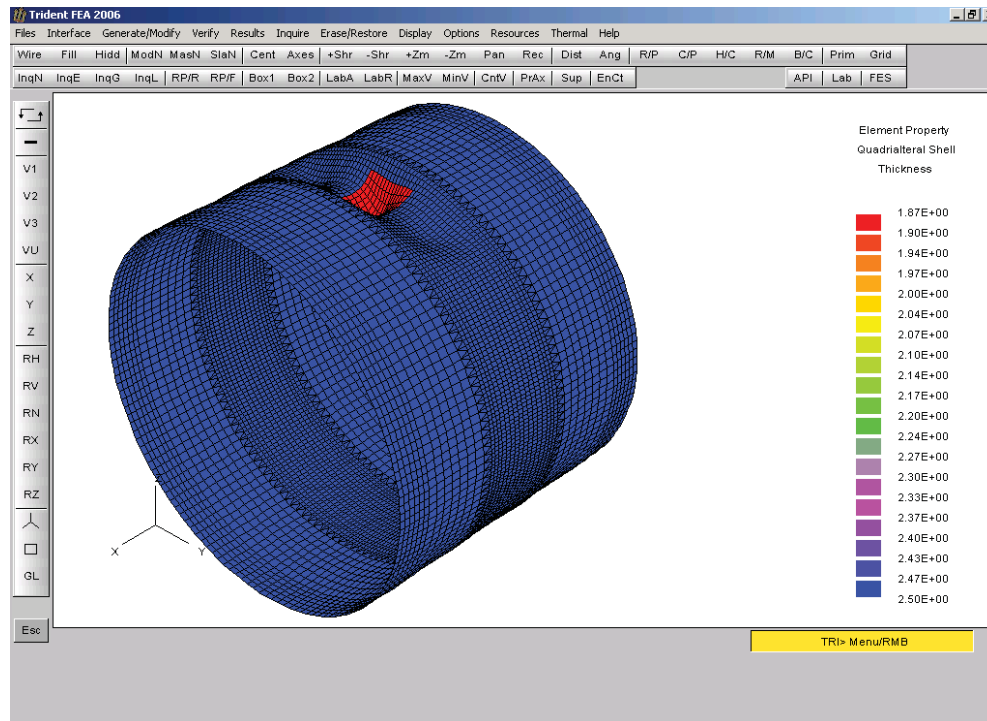 Trident FEA 2006
Files Interface Generate/Modify Verify Results Inquire Erase/Restore Display Options Resources Thermal Help
Wire Fill Hidd ModN MasN SlaN Cent Axes +Shr -Shr +Zm -Zm Pan Rec Dist Ang R/P C/P H/C R/M B/C Prim Grid
InqN InqE InqG InqL RP/R RP/F Box1 Box2 LabA LabR MaxV MinV CntV PrAx Sup EnCt API Lab FES
V1
V2
V3
VU
X
Y
Z
RH
RV
RN
RX
RY
RZ
GL
Esc
Z
X
Y
Element Property
Quadrialteral Shell
Thickness
1.87E+00
1.90E+00
1.94E+00
1.97E+00
2.00E+00
2.04E+00
2.07E+00
2.10E+00
2.14E+00
2.17E+00
2.20E+00
2.24E+00
2.27E+00
2.30E+00
2.33E+00
2.37E+00
2.40E+00
2.43E+00
2.47E+00
2.50E+00
TRI> Menu/RMB